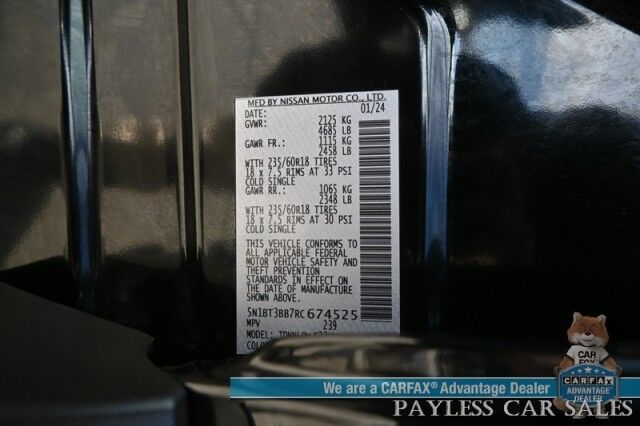 MFD BY NISSAN MOTOR CO., LTD.
DATE: 01/24
GVWR: 2125 KG
4685 LB
GAWR FR.: 1115 KG
2458 LB
WITH 235/60R18 TIRES
18 x 7.5 RIMS AT 33 PSI
COLD SINGLE
GAWR RR.: 1065 KG
2348 LB
WITH 235/60R18 TIRES
18 x 7.5 RIMS AT 30 PSI
COLD SINGLE
THIS VEHICLE CONFORMS TO
ALL APPLICABLE FEDERAL
MOTOR VEHICLE SAFETY AND
THEFT PREVENTION
STANDARDS IN EFFECT ON
THE DATE OF MANUFACTURE
SHOWN ABOVE.
5N1BT3BB7RC674525
MPV 239
MODEL:
CAR
FOX
CARFAX
ADVANTAGE
DEALER
We are a CARFAX® Advantage Dealer
PAYLESS CAR SALES